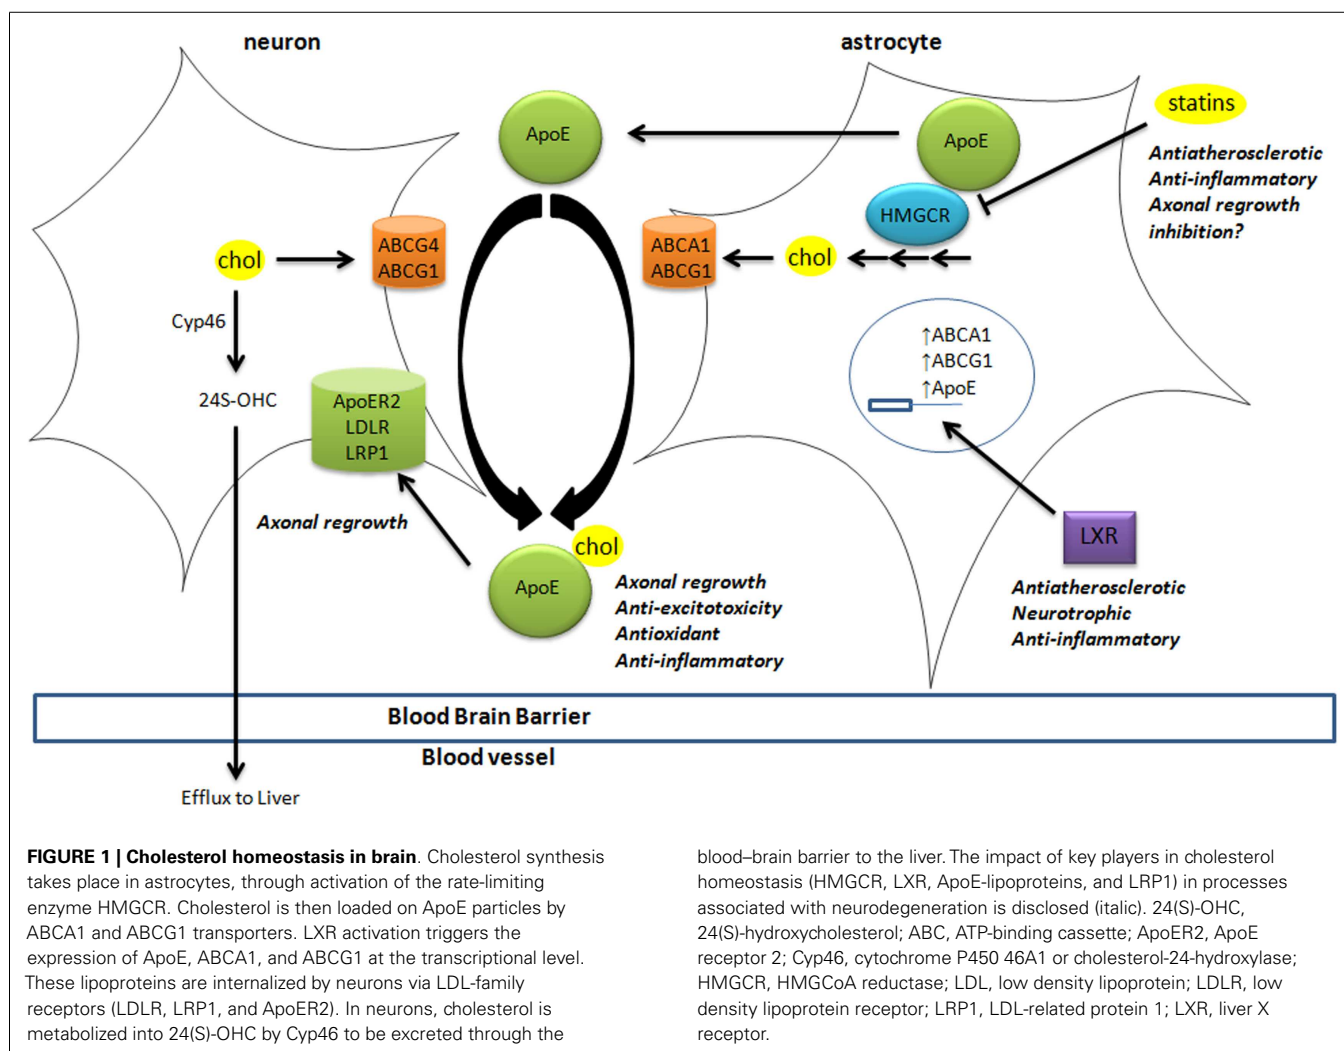 neuron
astrocyte
statins
ApoE
ApoE
Antiatherosclerotic
Anti-inflammatory
Axonal regrowth
inhibition?
HMGCR
ABCG4
ABCG1
ABCA1
ABCG1
chol
chol
Cyp46
↑ABCA1
↑ABCG1
↑ApoE
24S-OHC
ApoER2
LDLR
LRP1
Axonal regrowth
chol
ApoE
LXR
Axonal regrowth
Anti-excitotoxicity
Antioxidant
Anti-inflammatory
Antiatherosclerotic
Neurotrophic
Anti-inflammatory
Blood Brain Barrier
Blood vessel
Efflux to Liver
FIGURE 1 | Cholesterol homeostasis in brain. Cholesterol synthesis
takes place in astrocytes, through activation of the rate-limiting
enzyme HMGCR. Cholesterol is then loaded on ApoE particles by
ABCA1 and ABCG1 transporters. LXR activation triggers the
expression of ApoE, ABCA1, and ABCG1 at the transcriptional level.
These lipoproteins are internalized by neurons via LDL-family
receptors (LDLR, LRP1, and ApoER2). In neurons, cholesterol is
metabolized into 24(S)-OHC by Cyp46 to be excreted through the
blood–brain barrier to the liver. The impact of key players in cholesterol
homeostasis (HMGCR, LXR, ApoE-lipoproteins, and LRP1) in processes
associated with neurodegeneration is disclosed (italic). 24(S)-OHC,
24(S)-hydroxycholesterol; ABC, ATP-binding cassette; ApoER2, ApoE
receptor 2; Cyp46, cytochrome P450 46A1 or cholesterol-24-hydroxylase;
HMGCR, HMGCoA reductase; LDL, low density lipoprotein; LDLR, low
density lipoprotein receptor; LRP1, LDL-related protein 1; LXR, liver X
receptor.